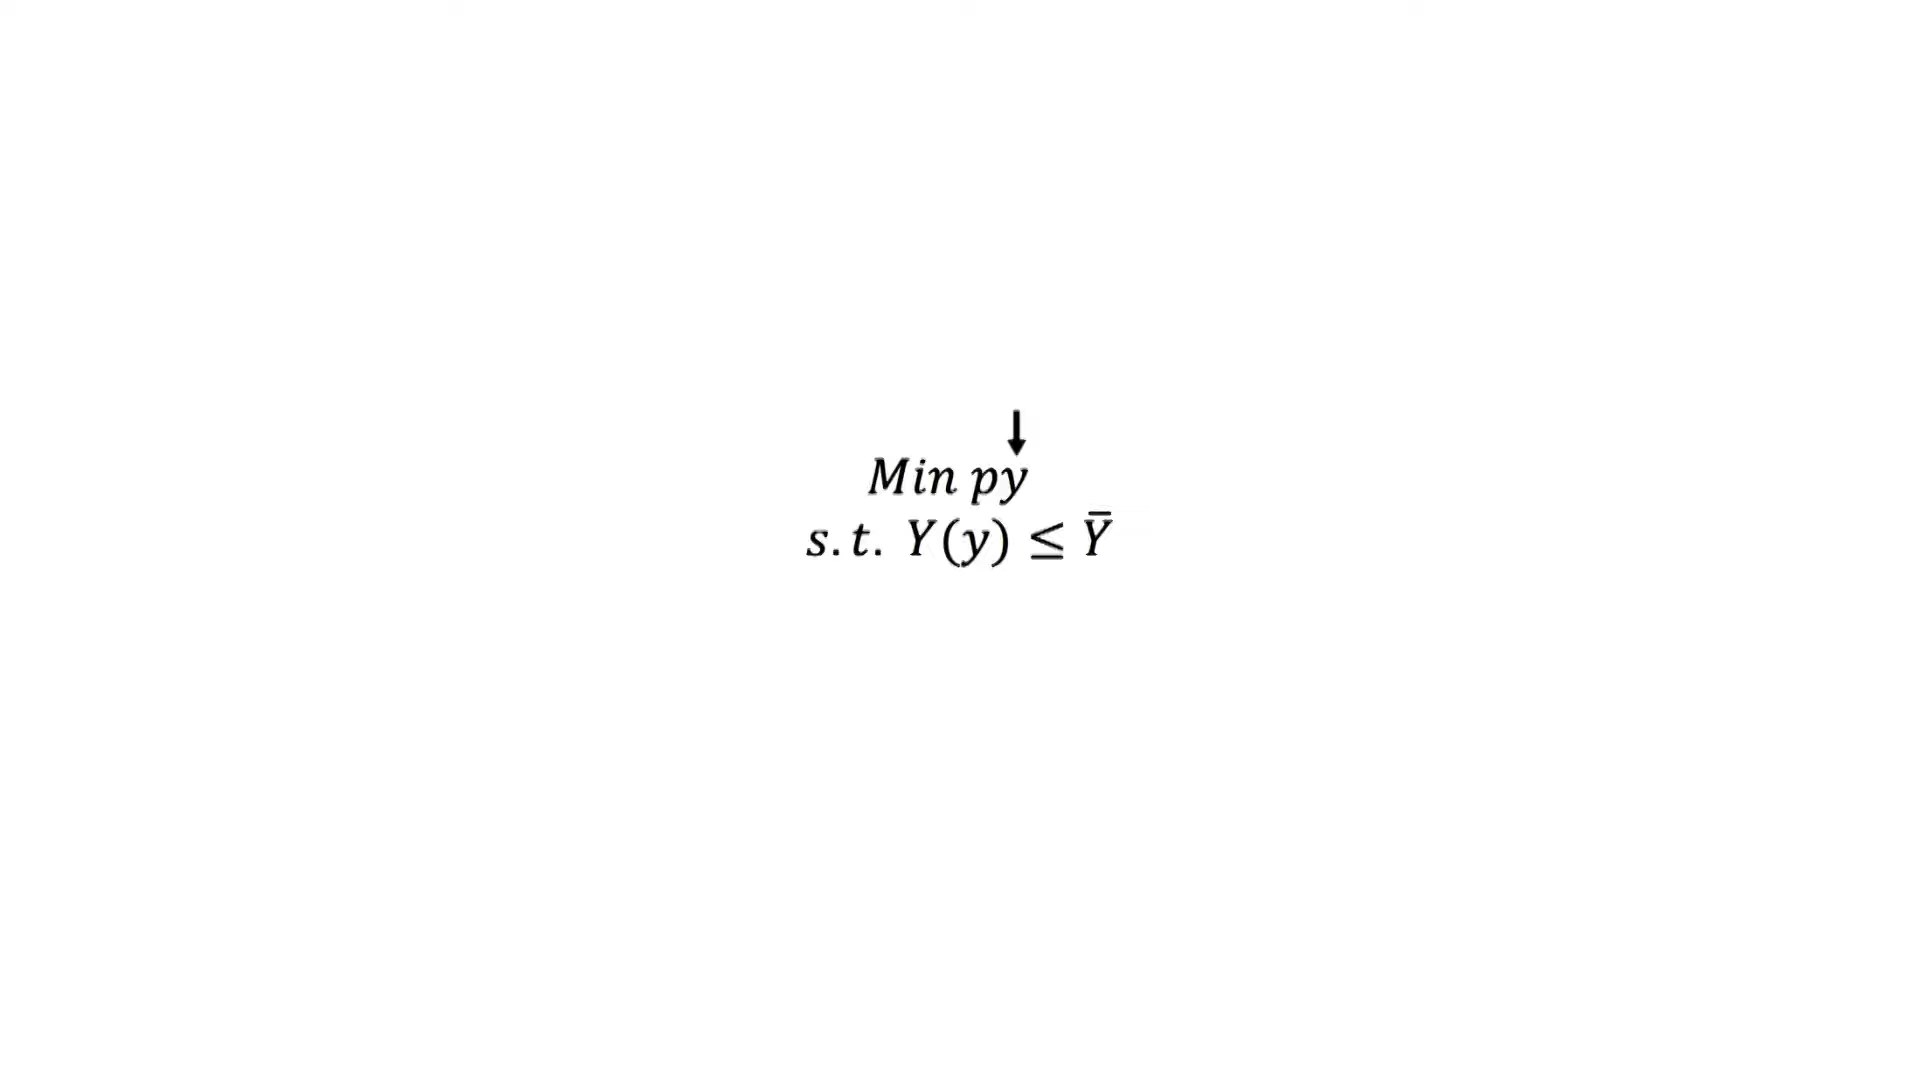 ↓
Min py
s.t. Y(y) ≤ Ȳ